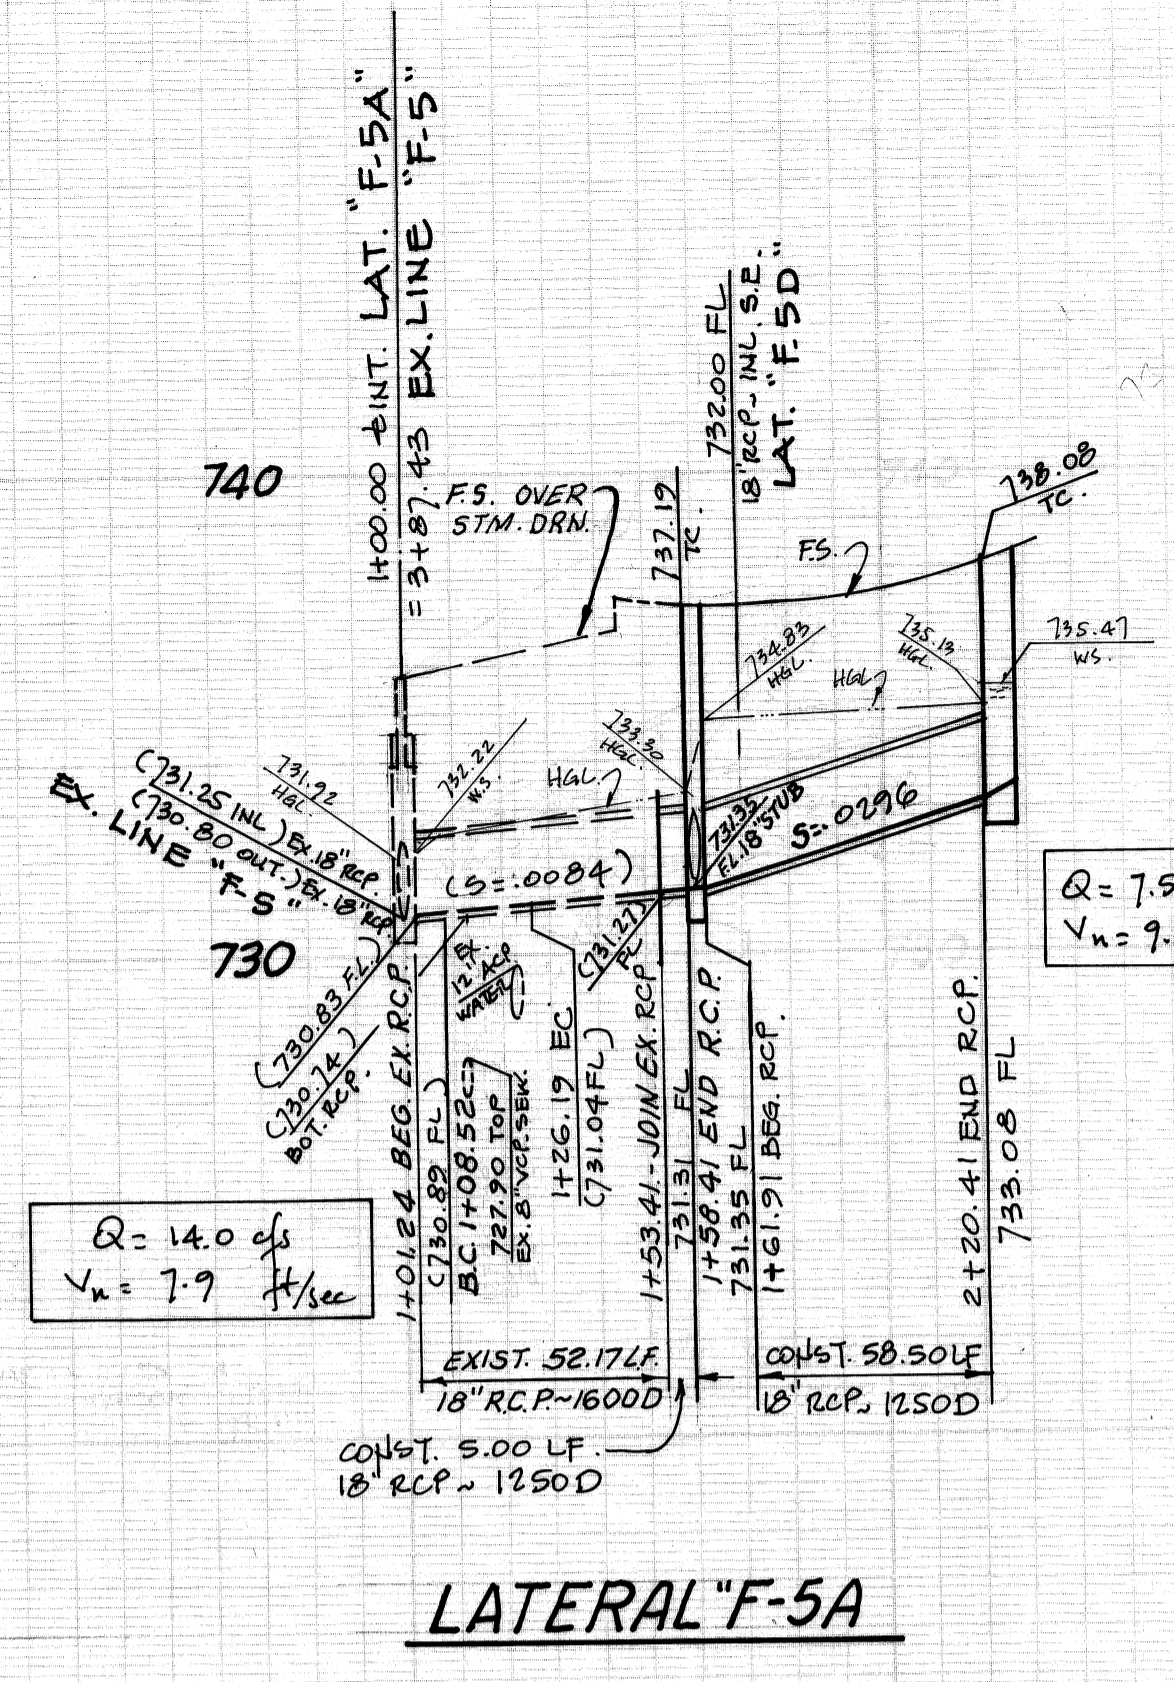 1+00.00 ¢ INT. LAT. "F-5A"
= 3+87.43 EX. LINE "F-5"
740
F.S. OVER
STM. DRN.
737.19
TC.
732.00 FL
18" RCP~INL. S.E.
LAT. "F-5D"
738.08
TC.
F.S.
734.83
HGL.
735.13
HGL.
HGL
735.47
W.S.
(731.25 INL.) EX. 18" RCP.
(730.80 OUT.) EX. 18" RCP
EX. LINE "F-5"
731.92
HGL.
732.22
W.S.
HGL.
733.30
HGL.
731.35
F.L. 18" STUB
S=.0296
(S=.0084)
Q= 7.5
Vn= 9.
730
(730.83 F.L.)
(730.74)
BOT. RCP.
EX.
12" ACP
WATER
(731.27)
FL
1+01.24 BEG. EX. R.C.P.
(730.89 FL)
B.C. 1+08.52
727.90 TOP
EX. 8" VCP. SEW.
1+26.19 EC
(731.04 FL)
1+53.41-JOIN EX. RCP
731.31 FL
1+58.41 END R.C.P.
731.35 FL
1+61.91 BEG. RCP.
2+20.41 END RCP.
733.08 FL
Q= 14.0 cfs
Vn= 7.9 ft/sec
EXIST. 52.17 LF.
18" R.C.P.~1600D
CONST. 58.50 LF
18" RCP~ 1250D
CONST. 5.00 LF.
18" RCP~ 1250D
LATERAL "F-5A